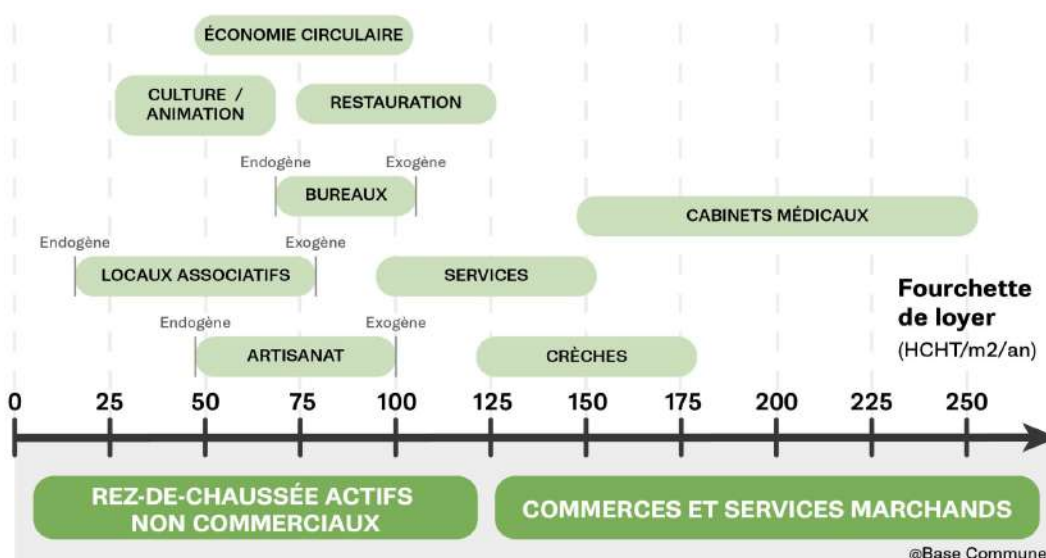 ÉCONOMIE CIRCULAIRE
CULTURE /
ANIMATION
RESTAURATION
Endogène
Exogène
BUREAUX
CABINETS MÉDICAUX
Endogène
Exogène
LOCAUX ASSOCIATIFS
SERVICES
Fourchette
de loyer
(HCHT/m2/an)
Endogène
Exogène
ARTISANAT
CRÈCHES
0 25 50 75 100 125 150 175 200 225 250
REZ-DE-CHAUSSÉE ACTIFS
NON COMMERCIAUX
COMMERCES ET SERVICES MARCHANDS
@Base Commune